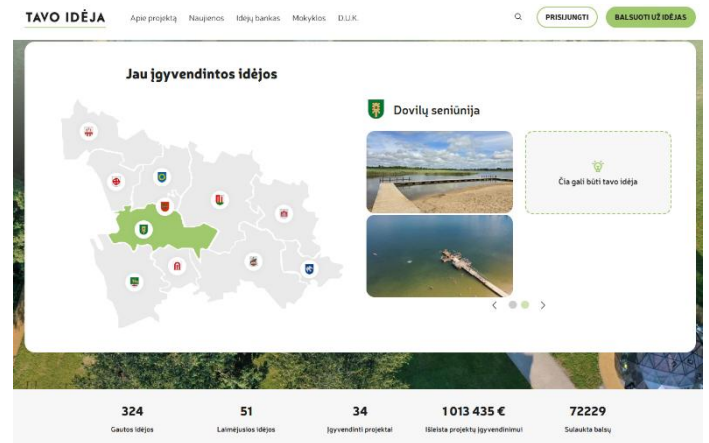 TAVO IDĖJA
Apie projektą Naujienos Idėjų bankas Mokyklos D.U.K.
PRISIJUNGTI BALSUOTI UŽ IDĖJAS
Jau įgyvendintos idėjos
Dovilų seniūnija
Čia gali būti tavo idėja
324 51 34 1 013 435 € 72229
Gautos idėjos Laimėjusios idėjos Įgyvendinti projektai Išleista projektų įgyvendinimui Sulaukta balsų